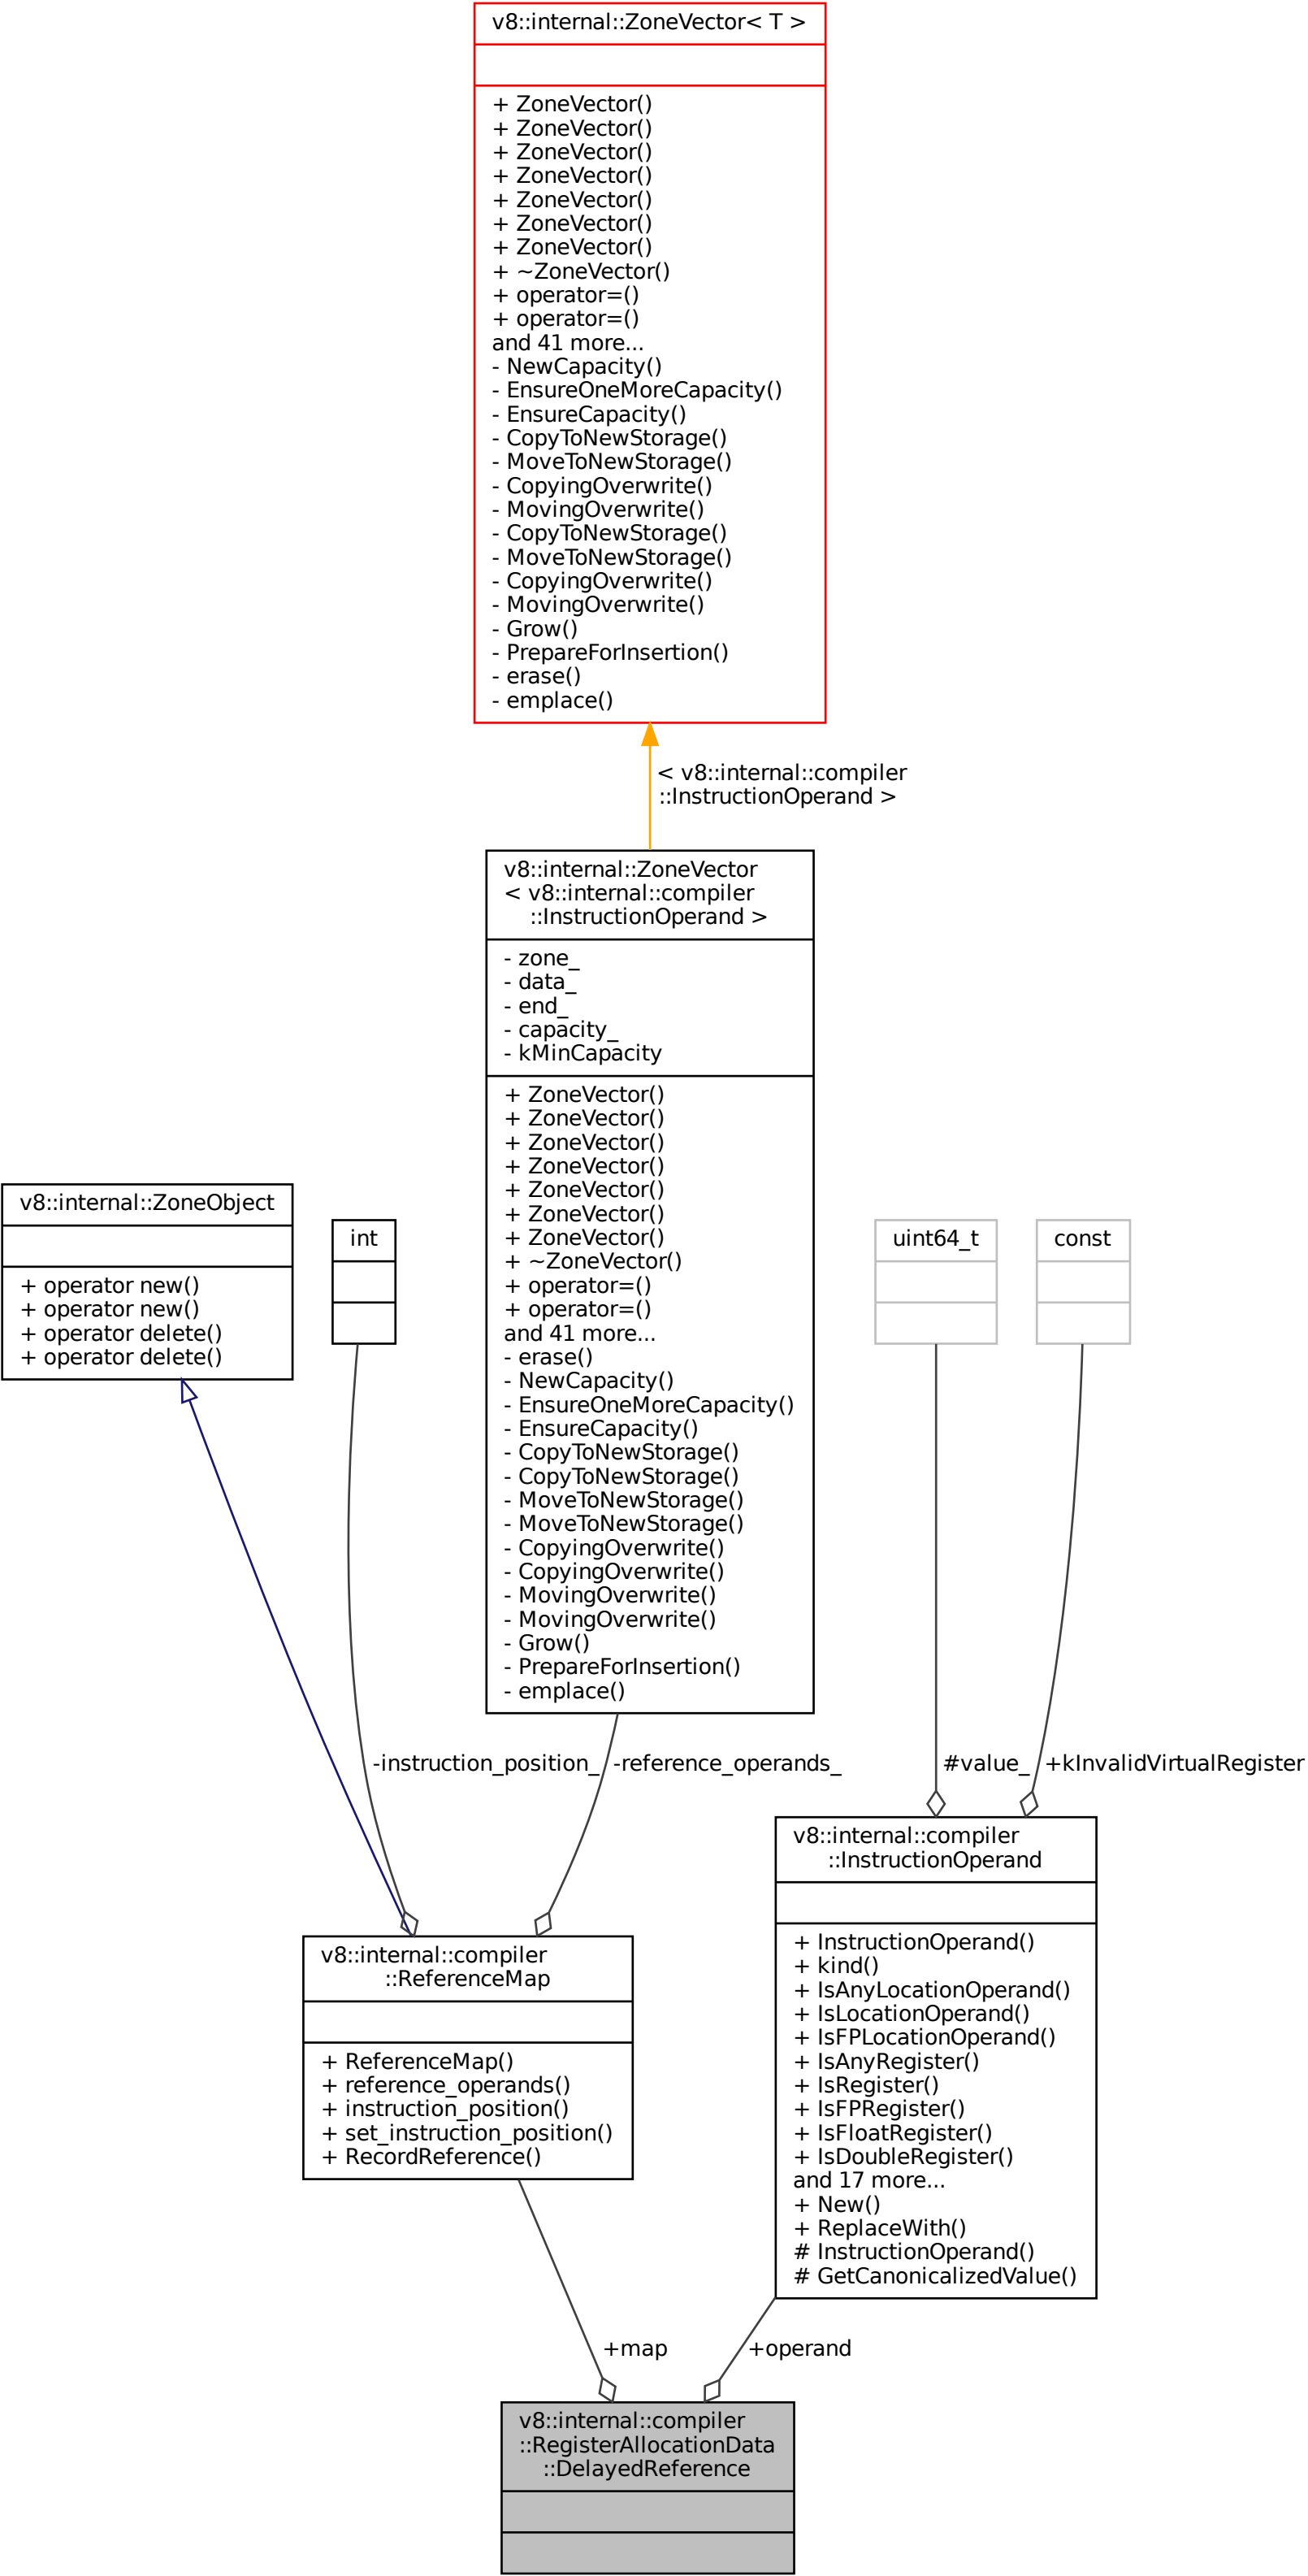 v8::internal::ZoneVector< T >
+ ZoneVector()
+ ZoneVector()
+ ZoneVector()
+ ZoneVector()
+ ZoneVector()
+ ZoneVector()
+ ZoneVector()
+ ~ZoneVector()
+ operator=()
+ operator=()
and 41 more...
- NewCapacity()
- EnsureOneMoreCapacity()
- EnsureCapacity()
- CopyToNewStorage()
- MoveToNewStorage()
- CopyingOverwrite()
- MovingOverwrite()
- CopyToNewStorage()
- MoveToNewStorage()
- CopyingOverwrite()
- MovingOverwrite()
- Grow()
- PrepareForInsertion()
- erase()
- emplace()
< v8::internal::compiler
::InstructionOperand >
v8::internal::ZoneVector
< v8::internal::compiler
::InstructionOperand >
- zone_
- data_
- end_
- capacity_
- kMinCapacity
+ ZoneVector()
+ ZoneVector()
+ ZoneVector()
+ ZoneVector()
+ ZoneVector()
+ ZoneVector()
+ ZoneVector()
+ ~ZoneVector()
+ operator=()
+ operator=()
and 41 more...
- erase()
- NewCapacity()
- EnsureOneMoreCapacity()
- EnsureCapacity()
- CopyToNewStorage()
- CopyToNewStorage()
- MoveToNewStorage()
- MoveToNewStorage()
- CopyingOverwrite()
- CopyingOverwrite()
- MovingOverwrite()
- MovingOverwrite()
- Grow()
- PrepareForInsertion()
- emplace()
v8::internal::ZoneObject
+ operator new()
+ operator new()
+ operator delete()
+ operator delete()
int
uint64_t
const
-instruction_position_
-reference_operands_
#value_
+kInvalidVirtualRegister
v8::internal::compiler
::InstructionOperand
+ InstructionOperand()
+ kind()
+ IsAnyLocationOperand()
+ IsLocationOperand()
+ IsFPLocationOperand()
+ IsAnyRegister()
+ IsRegister()
+ IsFPRegister()
+ IsFloatRegister()
+ IsDoubleRegister()
and 17 more...
+ New()
+ ReplaceWith()
# InstructionOperand()
# GetCanonicalizedValue()
v8::internal::compiler
::ReferenceMap
+ ReferenceMap()
+ reference_operands()
+ instruction_position()
+ set_instruction_position()
+ RecordReference()
+map
+operand
v8::internal::compiler
::RegisterAllocationData
::DelayedReference